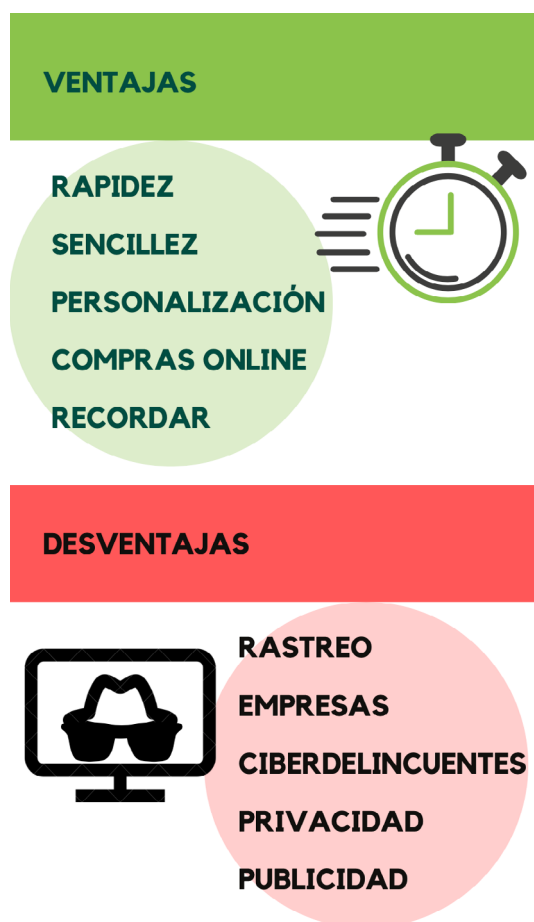 VENTAJAS
RAPIDEZ
SENCILLEZ
PERSONALIZACIÓN
COMPRAS ONLINE
RECORDAR
DESVENTAJAS
RASTREO
EMPRESAS
CIBERDELINCUENTES
PRIVACIDAD
PUBLICIDAD